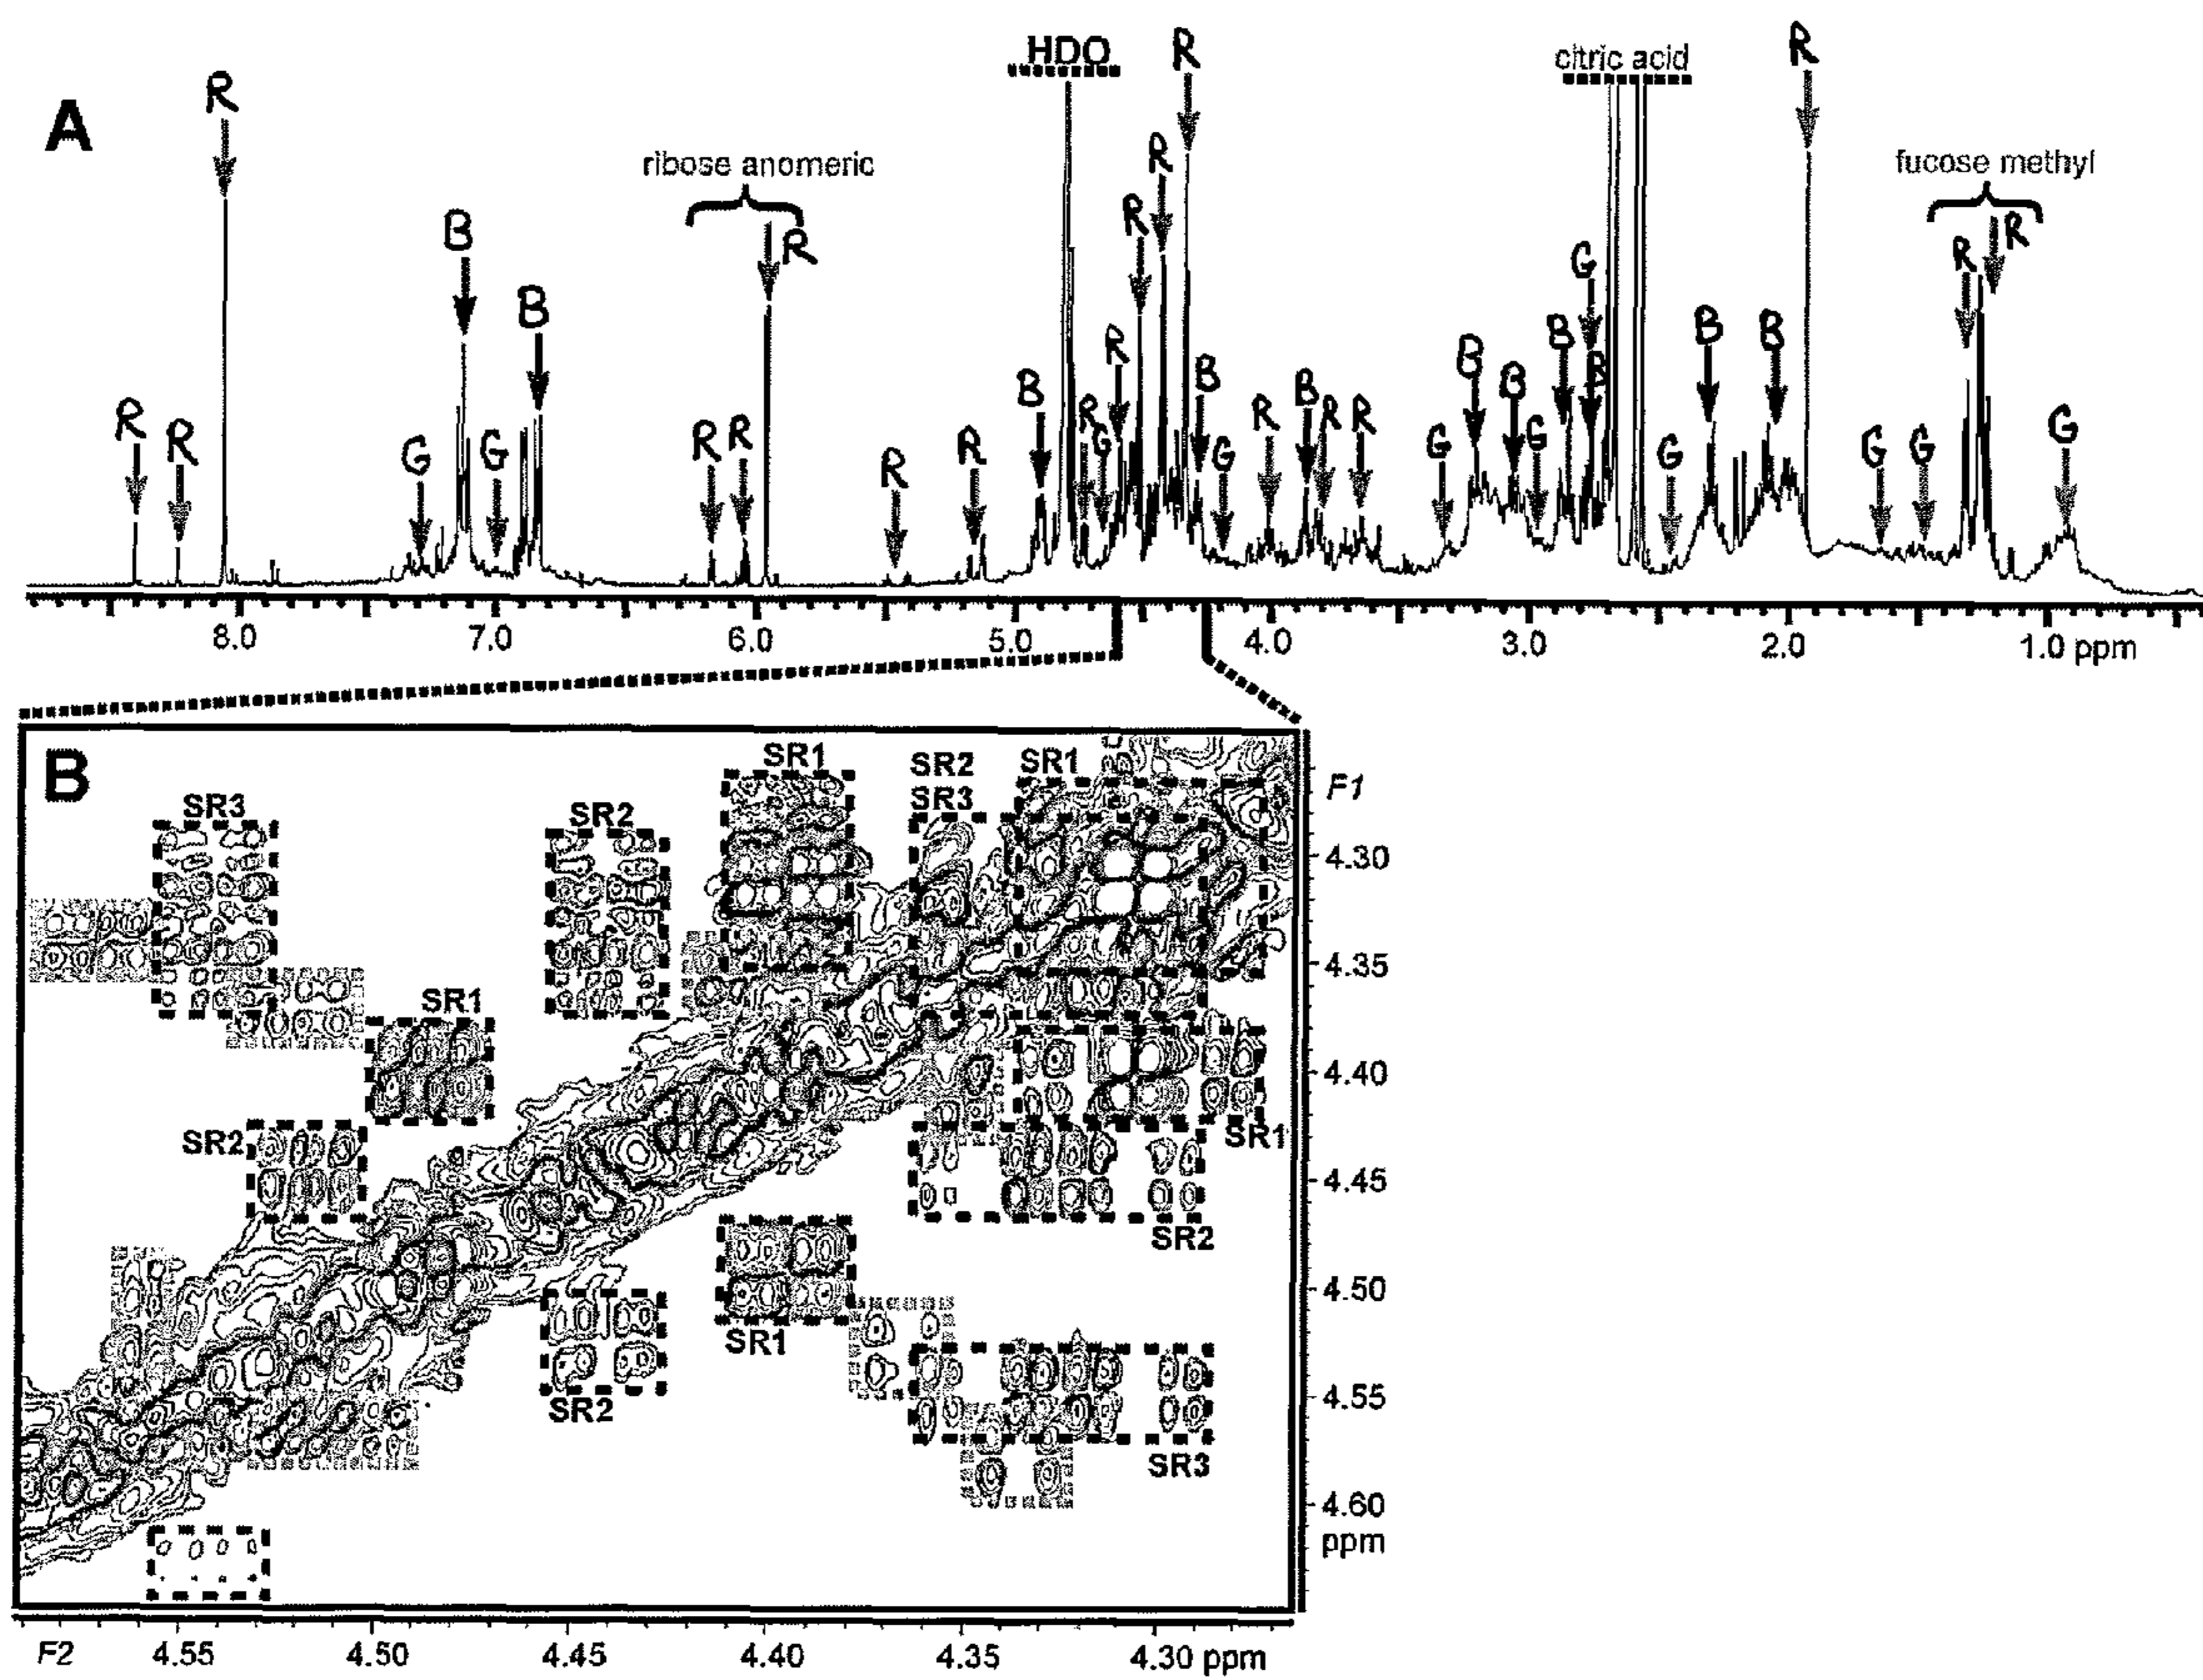 A
HDO
R
citric acid
R
R
ribose anomeric
fucose methyl
R
B
B
R
R
R
R
R
R
G
G
R
R
R
R
B
R
G
R
B
G
R
B
R
R
G
B
B
G
B
G
R
G
B
B
G
G
G
8.0 7.0 6.0 5.0 4.0 3.0 2.0 1.0 ppm
B
SR3
SR2
SR1
SR2
SR3
SR1
F1
SR1
SR2
SR1
SR2
SR1
SR2
SR3
4.30
4.35
4.40
4.45
4.50
4.55
4.60
ppm
F2 4.55 4.50 4.45 4.40 4.35 4.30 ppm